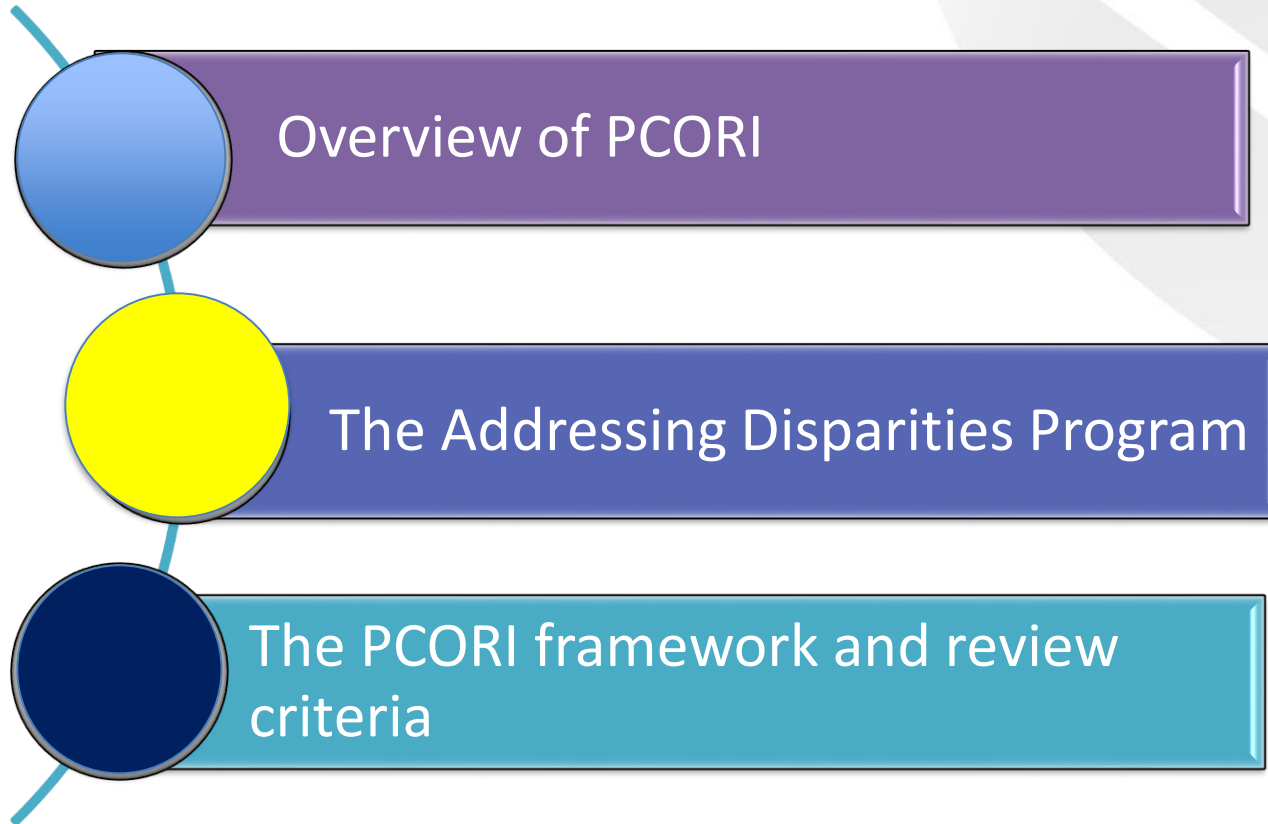 Overview of PCORI
The Addressing Disparities Program
The PCORI framework and review
criteria